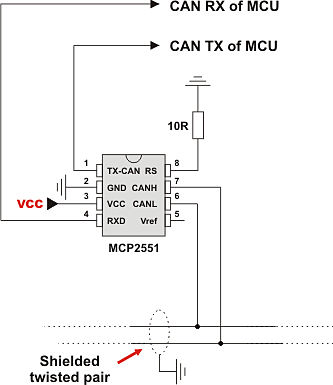 CAN RX of MCU
CAN TX of MCU
10R
1 TX-CAN RS 8
2 GND CANH 7
VCC 3 VCC CANL 6
4 RXD Vref 5
MCP2551
Shielded
twisted pair